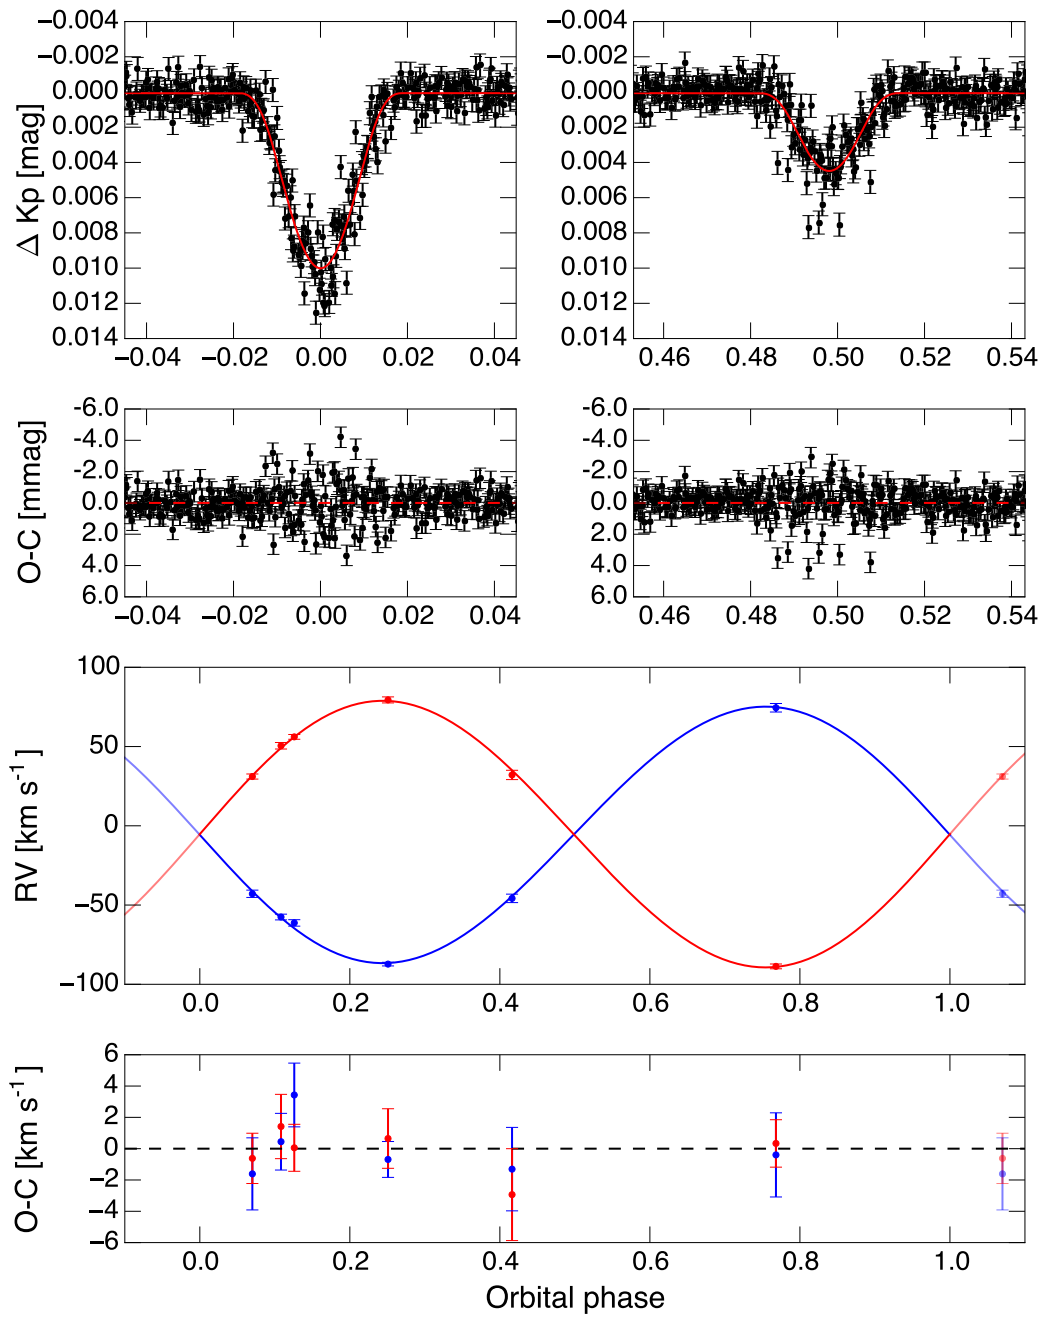 −0.004 −0.002 0.000 0.002 0.004 0.006 0.008 0.010 0.012 0.014
Δ Kp [mag]
−0.04 −0.02 0.00 0.02 0.04
−0.004 −0.002 0.000 0.002 0.004 0.006 0.008 0.010 0.012 0.014
0.46 0.48 0.50 0.52 0.54
-6.0 -4.0 -2.0 0.0 2.0 4.0 6.0
O-C [mmag]
−0.04 −0.02 0.00 0.02 0.04
-6.0 -4.0 -2.0 0.0 2.0 4.0 6.0
0.46 0.48 0.50 0.52 0.54
100 50 0 −50 −100
RV [km s⁻¹ ]
0.0 0.2 0.4 0.6 0.8 1.0
6 4 2 0 −2 −4 −6
O-C [km s⁻¹ ]
0.0 0.2 0.4 0.6 0.8 1.0
Orbital phase